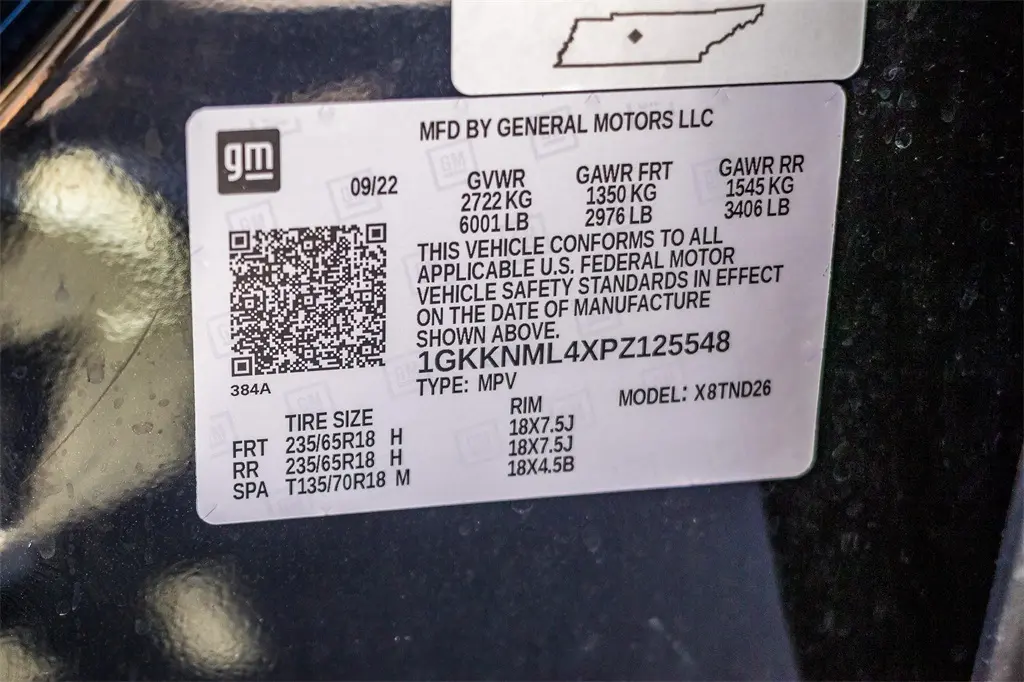 gm
MFD BY GENERAL MOTORS LLC
09/22
GVWR GAWR FRT GAWR RR
2722 KG 1350 KG 1545 KG
6001 LB 2976 LB 3406 LB
THIS VEHICLE CONFORMS TO ALL
APPLICABLE U.S. FEDERAL MOTOR
VEHICLE SAFETY STANDARDS IN EFFECT
ON THE DATE OF MANUFACTURE
SHOWN ABOVE.
1GKKNML4XPZ125548
384A
TYPE: MPV MODEL: X8TND26
TIRE SIZE RIM
FRT 235/65R18 H 18X7.5J
RR 235/65R18 H 18X7.5J
SPA T135/70R18 M 18X4.5B